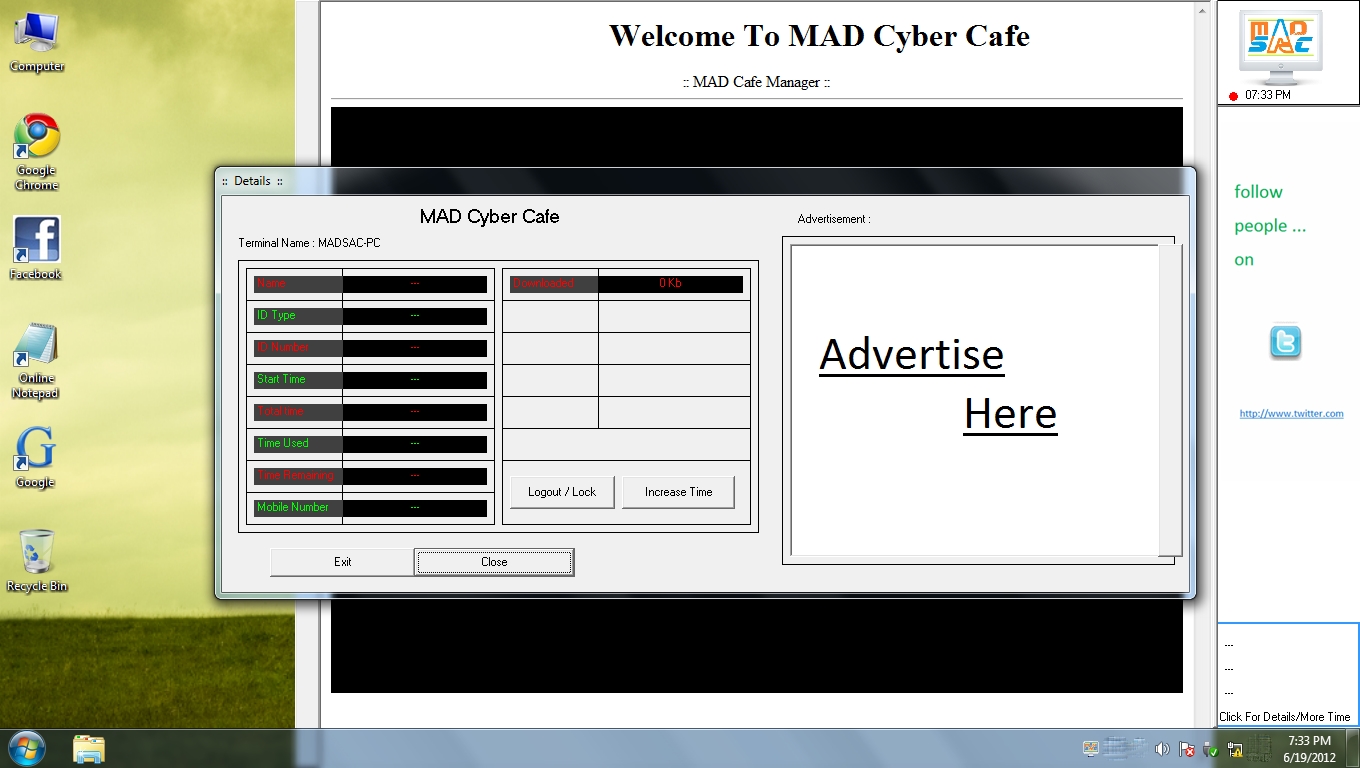 Computer
Google
Chrome
Facebook
Online
Notepad
Google
Recycle Bin
Welcome To MAD Cyber Cafe
:: MAD Cafe Manager ::
:: Details ::
MAD Cyber Cafe
Terminal Name : MADSAC-PC
Name ---
ID Type ---
ID Number ---
Start Time ---
Total time ---
Time Used ---
Time Remaining ---
Mobile Number ---
Downloaded 0 Kb
Logout / Lock Increase Time
Exit Close
Advertisement :
Advertise
Here
MAD
SAC
07:33 PM
follow
people ...
on
http://www.twitter.com
...
...
...
Click For Details/More Time
7:33 PM
6/19/2012